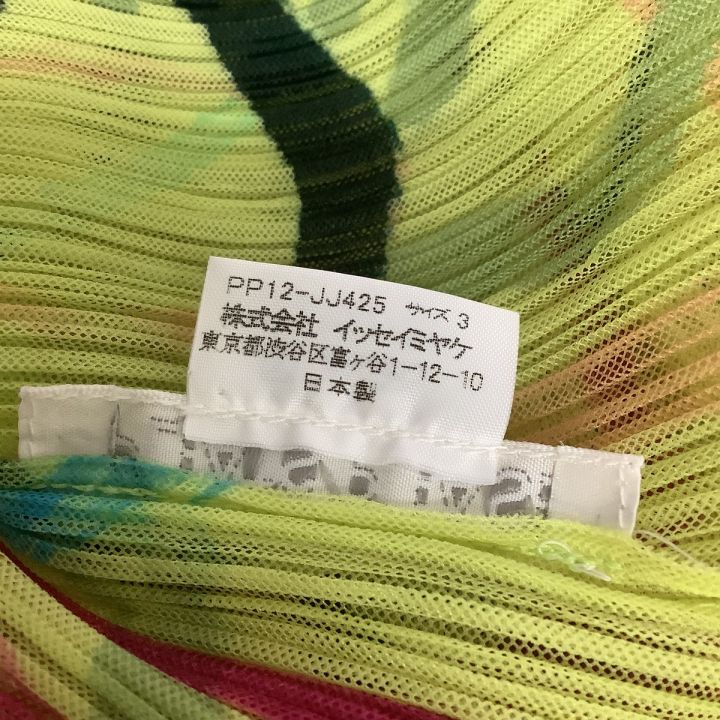 PP12-JJ425 サイズ 3
株式会社 イッセイミヤケ
東京都渋谷区富ヶ谷1-12-10
日本製